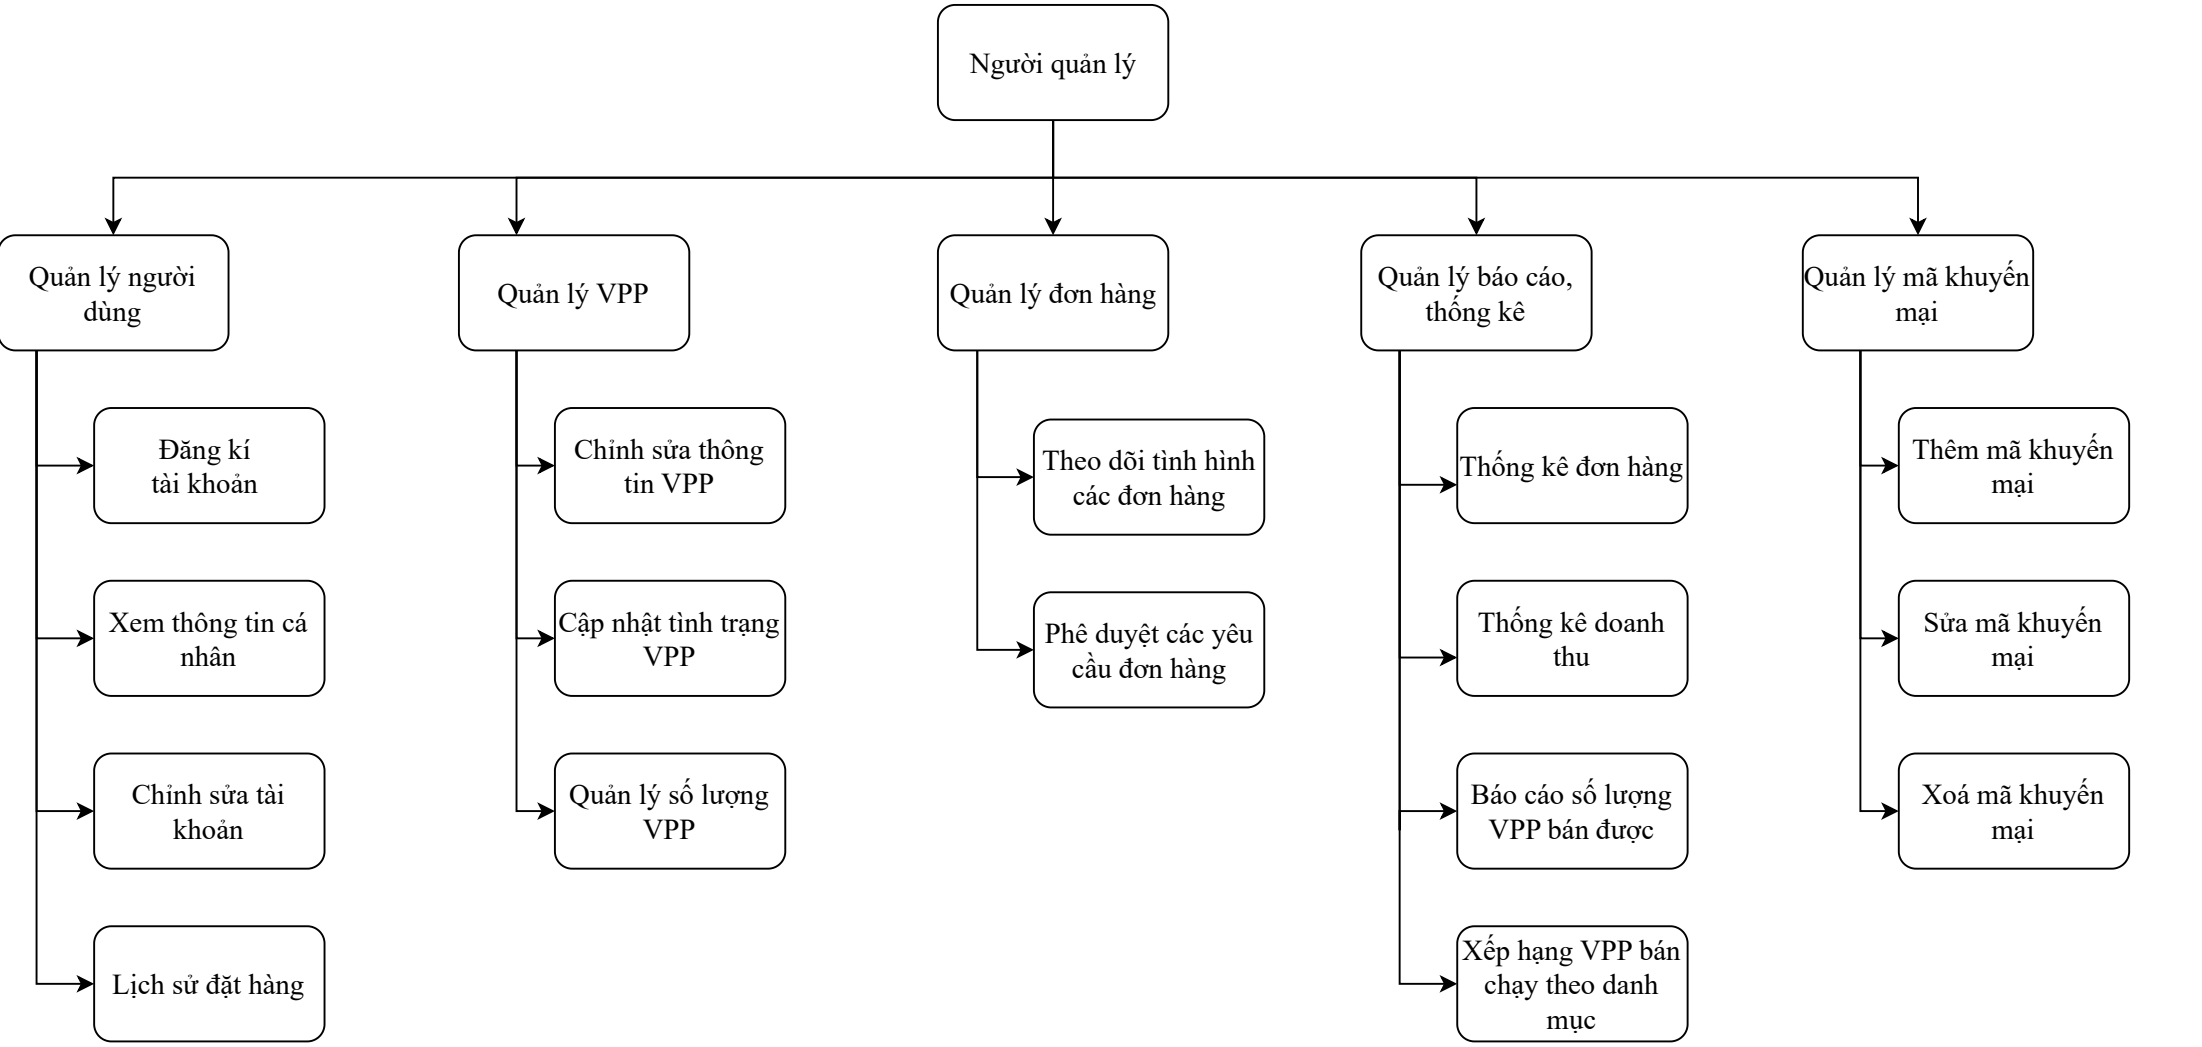 Người quản lý
Quản lý người
dùng
Quản lý VPP
Quản lý đơn hàng
Quản lý báo cáo,
thống kê
Quản lý mã khuyến
mại
Đăng kí
tài khoản
Xem thông tin cá
nhân
Chỉnh sửa tài
khoản
Lịch sử đặt hàng
Chỉnh sửa thông
tin VPP
Cập nhật tình trạng
VPP
Quản lý số lượng
VPP
Theo dõi tình hình
các đơn hàng
Phê duyệt các yêu
cầu đơn hàng
Thống kê đơn hàng
Thống kê doanh
thu
Báo cáo số lượng
VPP bán được
Xếp hạng VPP bán
chạy theo danh
mục
Thêm mã khuyến
mại
Sửa mã khuyến
mại
Xoá mã khuyến
mại